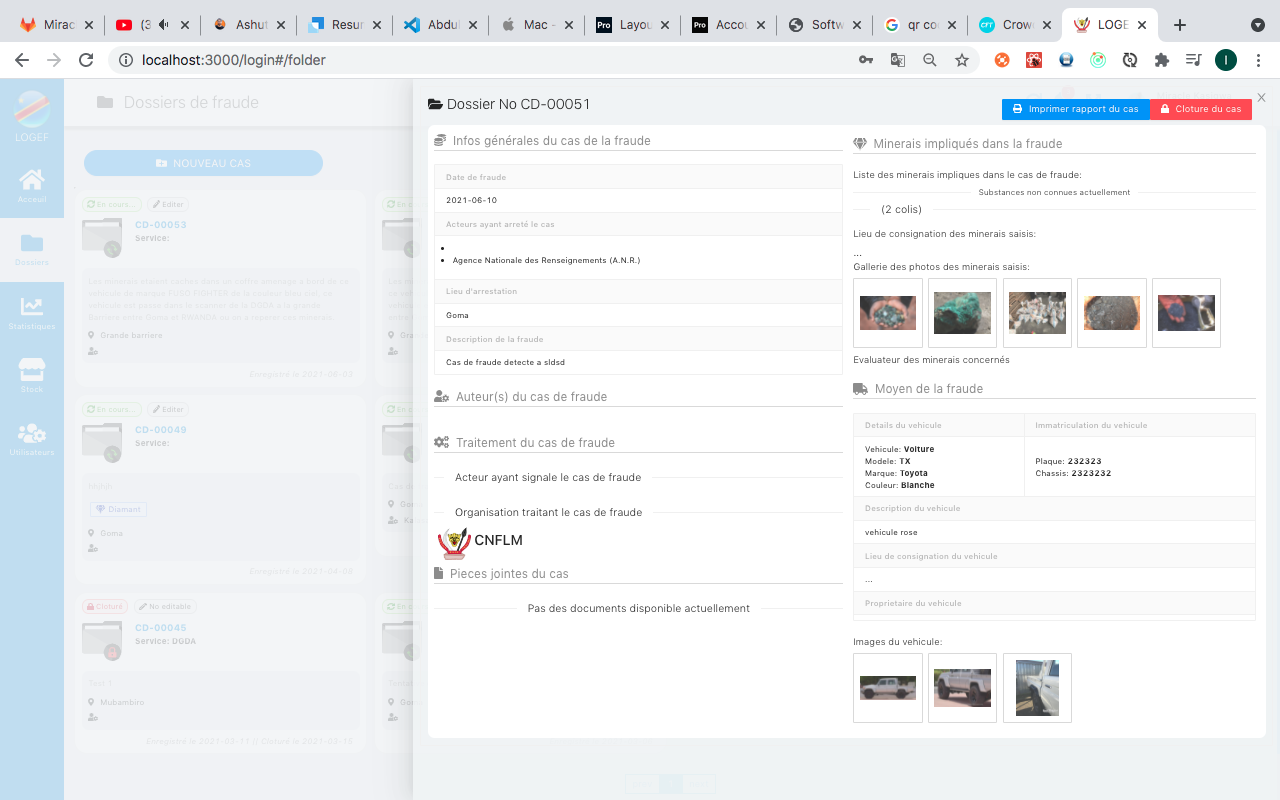 Mirac
(3
Ashut
Resur
Abdul
Mac -
Pro Layou
Pro Accou
Softw
qr co
CFT Crow
LOGE
localhost:3000/login#/folder
I
LOGEF
Acceuil
Dossiers
Statistiques
Stock
Utilisateurs
Dossiers de fraude
NOUVEAU CAS
En cours... Editer
CD-00053
Service:
Grande barriere
Enregistré le 2021-06-03
En cours... Editer
CD-00049
Service:
Diamant
Goma
Enregistré le 2021-04-06
Cloturé No editable
CD-00045
Service: DGDA
Test 1
Mubambiro
Enregistré le 2021-09-11 // Cloturé le 2021-09-15
Dossier No CD-00051
Imprimer rapport du cas
Cloture du cas
Infos générales du cas de la fraude
Date de fraude
2021-06-10
Acteurs ayant arreté le cas
Agence Nationale des Renseignements (A.N.R.)
Lieu d'arrestation
Goma
Description de la fraude
Cas de fraude detecte a sldsd
Auteur(s) du cas de fraude
Traitement du cas de fraude
Acteur ayant signale le cas de fraude
Organisation traitant le cas de fraude
CNFLM
Pieces jointes du cas
Pas des documents disponible actuellement
Minerais impliqués dans la fraude
Liste des minerais impliques dans le cas de fraude:
Substances non connues actuellement
(2 colis)
Lieu de consignation des minerais saisis:
...
Gallerie des photos des minerais saisis:
Evaluateur des minerais concernés
Moyen de la fraude
Details du vehicule
Immatriculation du vehicule
Vehicule: Voiture
Modele: TX
Marque: Toyota
Couleur: Blanche
Plaque: 232323
Chassis: 2323232
Description du vehicule
vehicule rose
Lieu de consignation du vehicule
...
Proprietaire du vehicule
Images du vehicule: